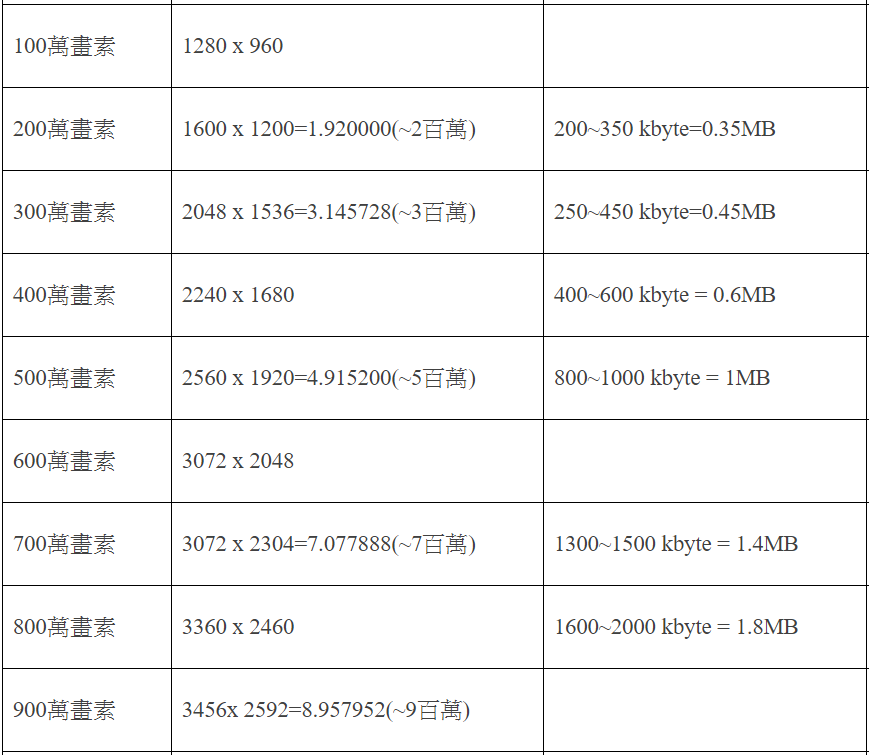 100萬畫素 1280 x 960
200萬畫素 1600 x 1200=1.920000(~2百萬) 200~350 kbyte=0.35MB
300萬畫素 2048 x 1536=3.145728(~3百萬) 250~450 kbyte=0.45MB
400萬畫素 2240 x 1680 400~600 kbyte = 0.6MB
500萬畫素 2560 x 1920=4.915200(~5百萬) 800~1000 kbyte = 1MB
600萬畫素 3072 x 2048
700萬畫素 3072 x 2304=7.077888(~7百萬) 1300~1500 kbyte = 1.4MB
800萬畫素 3360 x 2460 1600~2000 kbyte = 1.8MB
900萬畫素 3456x 2592=8.957952(~9百萬)